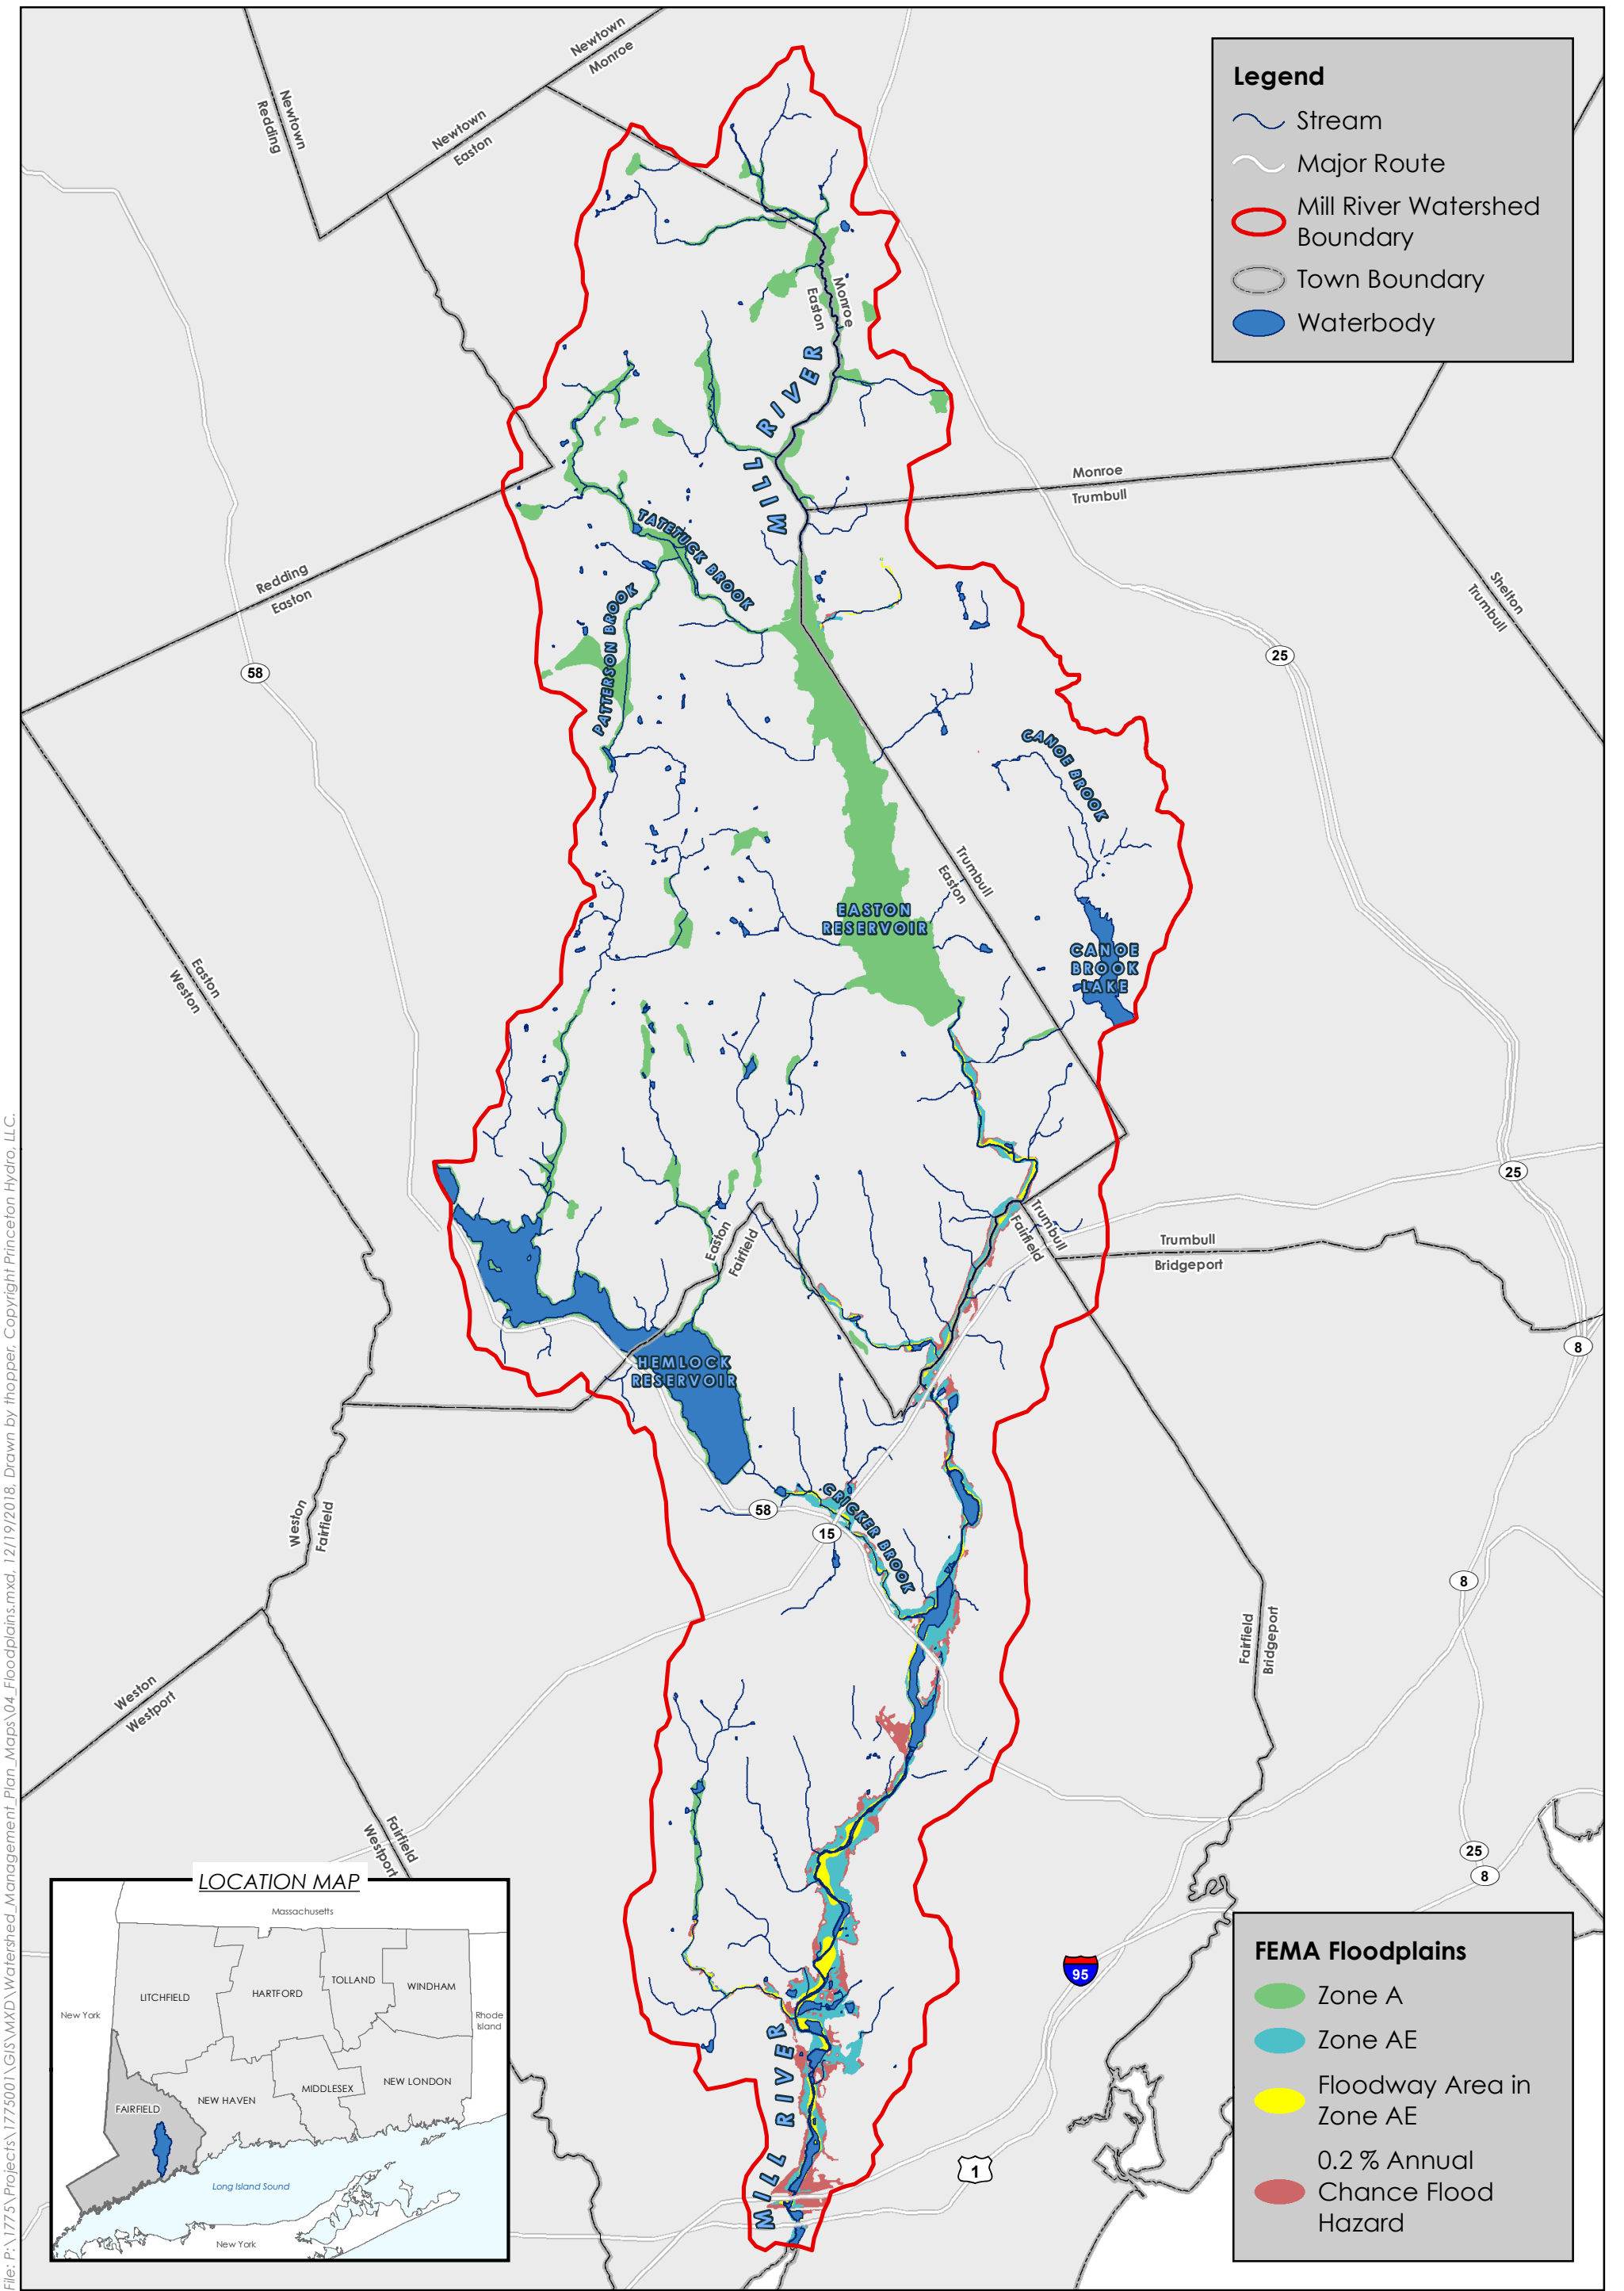 Legend
Stream
Major Route
Mill River Watershed
Boundary
Town Boundary
Waterbody
Newtown
Monroe
Newtown
Redding
Newtown
Easton
Monroe
Easton
MILL RIVER
Monroe
Trumbull
Shelton
Trumbull
Redding
Easton
TATETUCK BROOK
PATTERSON BROOK
58
25
CANOE BROOK
Trumbull
Easton
EASTON
RESERVOIR
CANOE
BROOK
LAKE
Easton
Weston
25
Trumbull
Fairfield
Easton
Fairfield
Trumbull
Bridgeport
8
HEMLOCK
RESERVOIR
58
15
CRICKER BROOK
Weston
Fairfield
8
Fairfield
Bridgeport
Weston
Westport
Fairfield
Westport
25
8
95
1
MILL RIVER
LOCATION MAP
Massachusetts
LITCHFIELD
HARTFORD
TOLLAND
WINDHAM
New York
Rhode
Island
FAIRFIELD
NEW HAVEN
MIDDLESEX
NEW LONDON
Long Island Sound
New York
FEMA Floodplains
Zone A
Zone AE
Floodway Area in
Zone AE
0.2 % Annual
Chance Flood
Hazard
File: P:\1775\Projects\1775001\GIS\MXD\Watershed_Management_Plan_Maps\04_Floodplains.mxd, 12/19/2018, Drawn by thopper, Copyright Princeton Hydro, LLC.